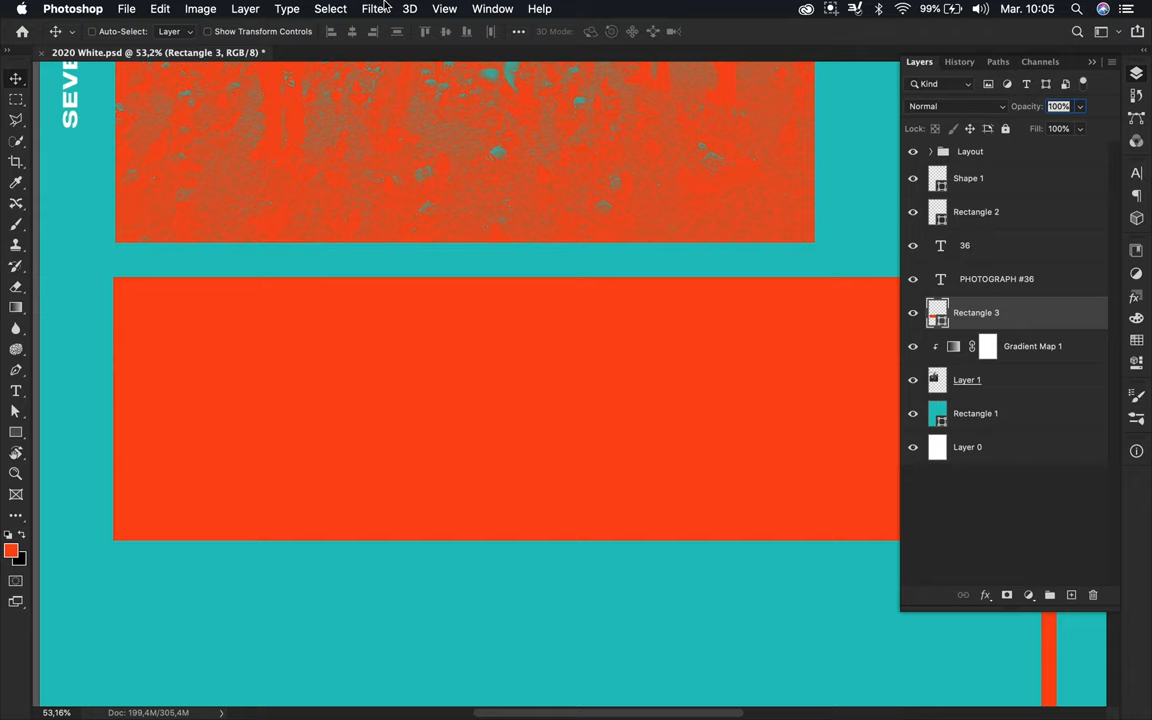 Photoshop File Edit Image Layer Type Select Filter 3D View Window Help 99% Mar. 10:05
Auto-Select: Layer Show Transform Controls 3D Mode:
× 2020 White.psd @ 53,2% (Rectangle 3, RGB/8) *
SEVE
Layers History Paths Channels
Kind
Normal Opacity: 100%
Lock: Fill: 100%
Layout
Shape 1
Rectangle 2
36
PHOTOGRAPH #36
Rectangle 3
Gradient Map 1
Layer 1
Rectangle 1
Layer 0
53,16% Doc: 199,4M/305,4M